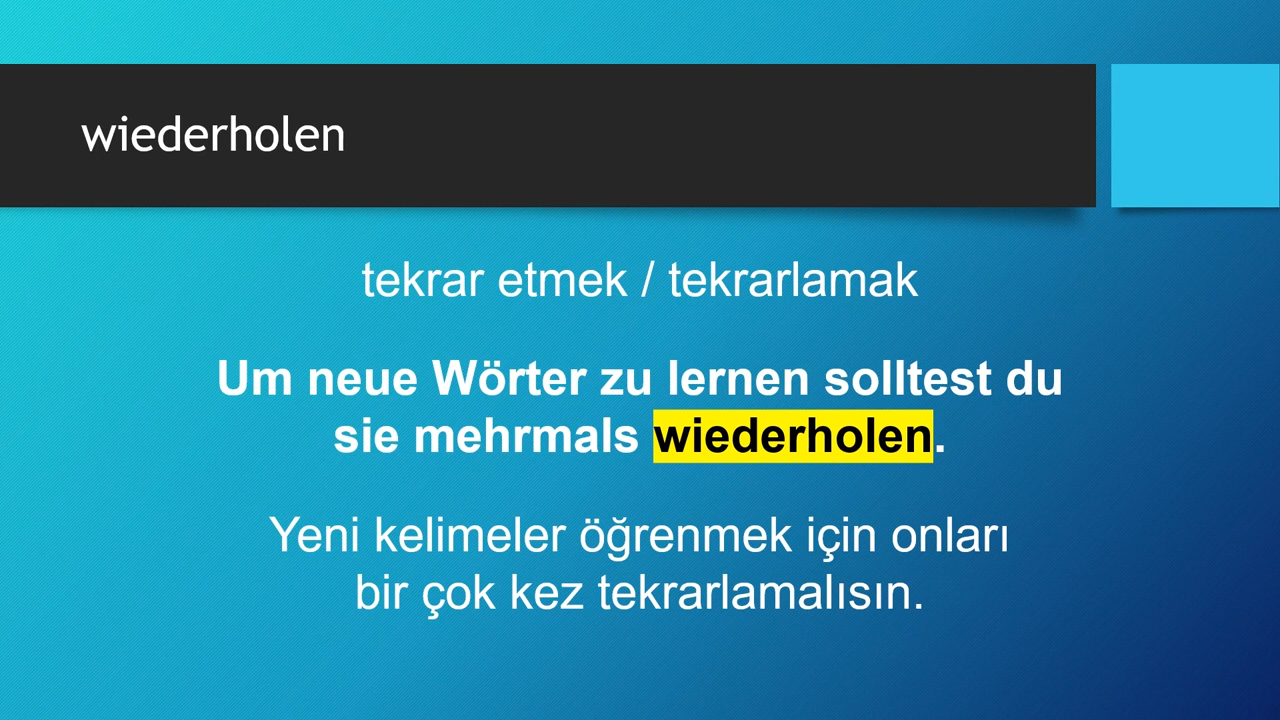 wiederholen
tekrar etmek / tekrarlamak
Um neue Wörter zu lernen solltest du
sie mehrmals wiederholen.
Yeni kelimeler öğrenmek için onları
bir çok kez tekrarlamalısın.